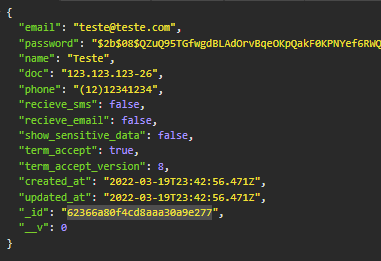 {
"email": "teste@teste.com",
"password": "$2b$08$QZuQ95TGfwgdBLAdOrvBqeOKpQakF0KPNYef6RWQ
"name": "Teste",
"doc": "123.123.123-26",
"phone": "(12)12341234",
"recieve_sms": false,
"recieve_email": false,
"show_sensitive_data": false,
"term_accept": true,
"term_accept_version": 8,
"created_at": "2022-03-19T23:42:56.471Z",
"updated_at": "2022-03-19T23:42:56.471Z",
"_id": "62366a80f4cd8aaa30a9e277",
"__v": 0
}